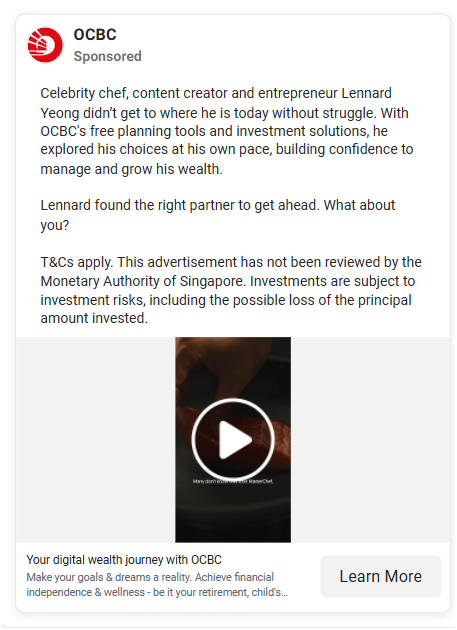 OCBC
Sponsored
Celebrity chef, content creator and entrepreneur Lennard
Yeong didn't get to where he is today without struggle. With
OCBC's free planning tools and investment solutions, he
explored his choices at his own pace, building confidence to
manage and grow his wealth.
Lennard found the right partner to get ahead. What about
you?
T&Cs apply. This advertisement has not been reviewed by the
Monetary Authority of Singapore. Investments are subject to
investment risks, including the possible loss of the principal
amount invested.
Many don't know MasterChef,
Your digital wealth journey with OCBC
Make your goals & dreams a reality. Achieve financial
independence & wellness - be it your retirement, child's...
Learn More